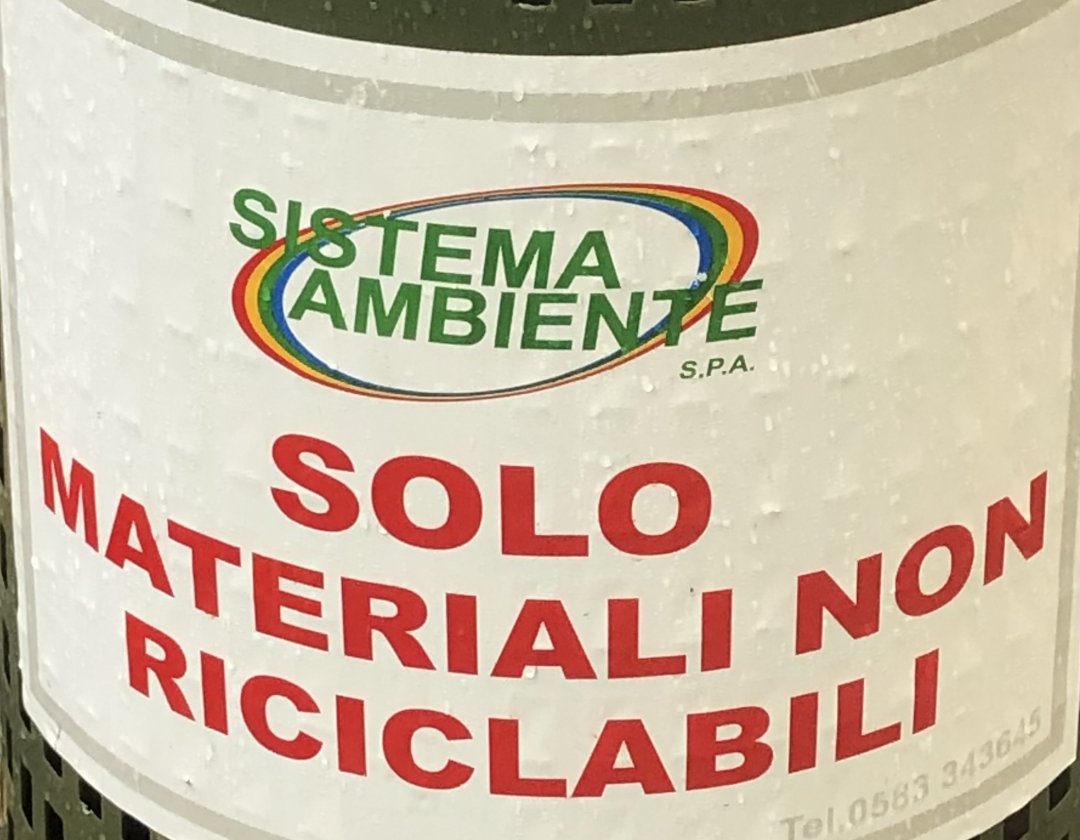 SISTEMA
AMBIENTE
S.P.A.
SOLO
MATERIALI NON
RICICLABILI
Tel.0583 343645